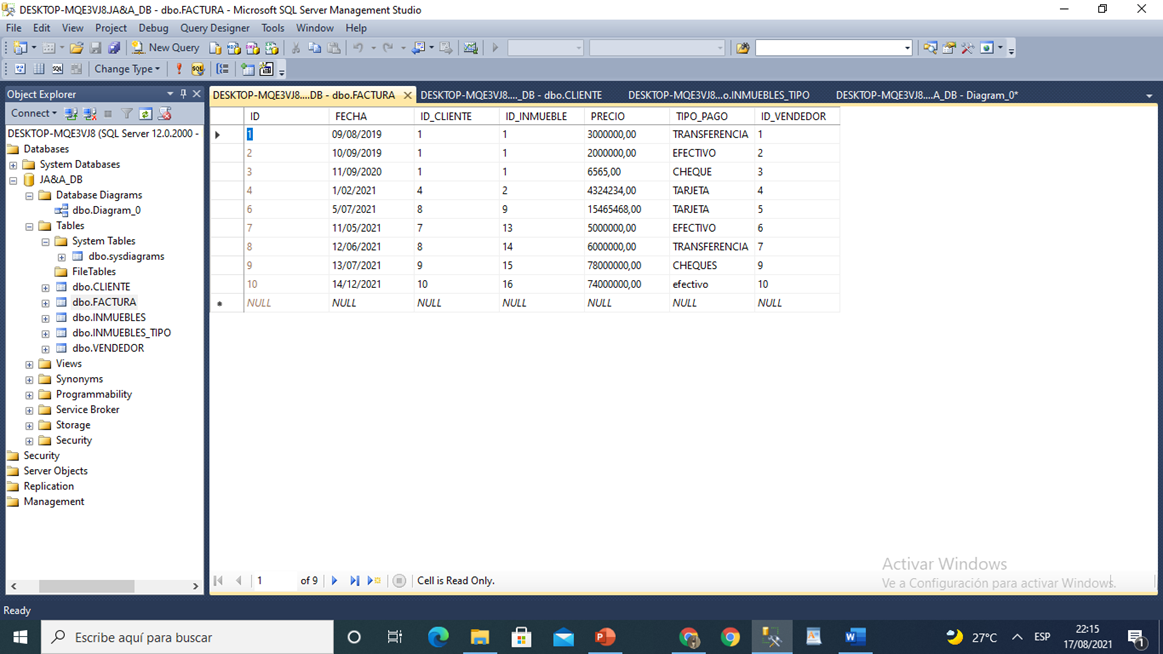 DESKTOP-MQE3VJ8.JA&A_DB - dbo.FACTURA - Microsoft SQL Server Management Studio
File Edit View Project Debug Query Designer Tools Window Help
New Query
Change Type
Object Explorer
DESKTOP-MQE3VJ8....DB - dbo.FACTURA DESKTOP-MQE3VJ8...._DB - dbo.CLIENTE DESKTOP-MQE3VJ8...o.INMUEBLES_TIPO DESKTOP-MQE3VJ8....A_DB - Diagram_0*
Connect
DESKTOP-MQE3VJ8 (SQL Server 12.0.2000 -
Databases
System Databases
JA&A_DB
Database Diagrams
dbo.Diagram_0
Tables
System Tables
dbo.sysdiagrams
FileTables
dbo.CLIENTE
dbo.FACTURA
dbo.INMUEBLES
dbo.INMUEBLES_TIPO
dbo.VENDEDOR
Views
Synonyms
Programmability
Service Broker
Storage
Security
Security
Server Objects
Replication
Management
ID FECHA ID_CLIENTE ID_INMUEBLE PRECIO TIPO_PAGO ID_VENDEDOR
1 09/08/2019 1 1 3000000,00 TRANSFERENCIA 1
2 10/09/2019 1 1 2000000,00 EFECTIVO 2
3 11/09/2020 1 1 6565,00 CHEQUE 3
4 1/02/2021 4 2 4324234,00 TARJETA 4
6 5/07/2021 8 9 15465468,00 TARJETA 5
7 11/05/2021 7 13 5000000,00 EFECTIVO 6
8 12/06/2021 8 14 6000000,00 TRANSFERENCIA 7
9 13/07/2021 9 15 78000000,00 CHEQUES 9
10 14/12/2021 10 16 74000000,00 efectivo 10
NULL NULL NULL NULL NULL NULL NULL
1 of 9 Cell is Read Only.
Activar Windows
Ve a Configuración para activar Windows.
Ready
Escribe aquí para buscar
27°C ESP
22:15
17/08/2021
1